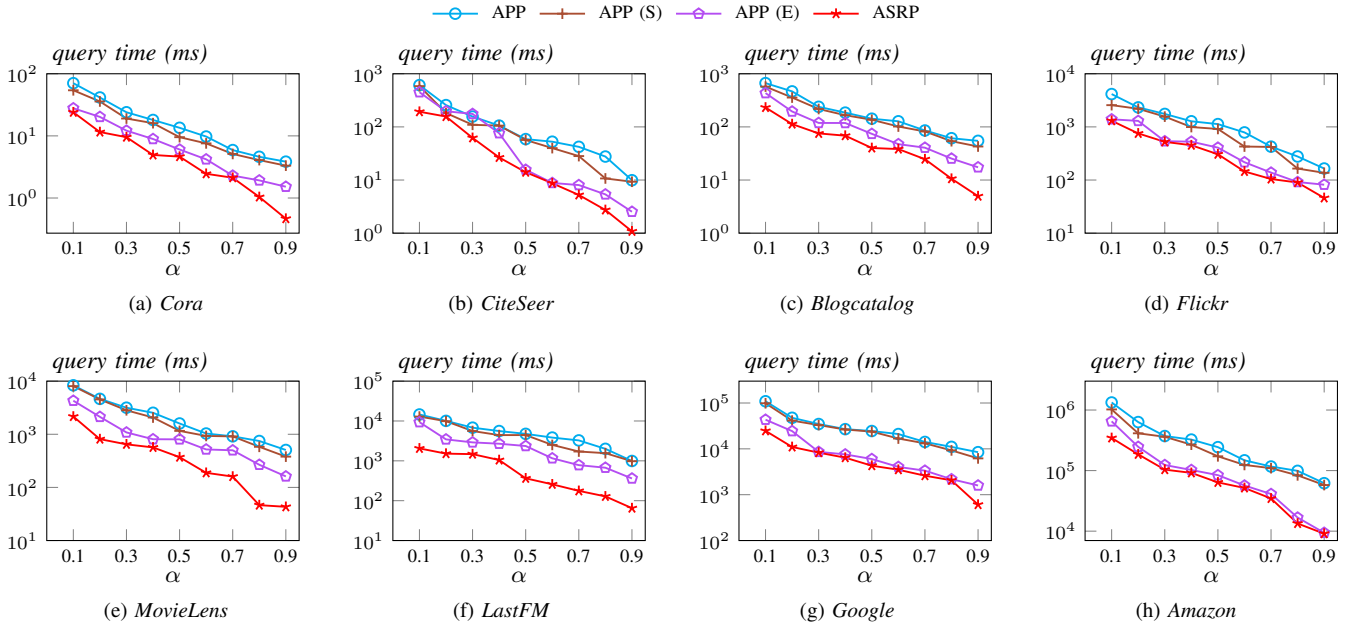 APP APP (S) APP (E) ASRP
query time (ms) query time (ms) query time (ms) query time (ms)
10^2 10^3 10^3 10^4
10^1 10^2 10^2 10^3
10^0 10^1 10^1 10^2
10^0 10^0 10^1
0.1 0.3 0.5 0.7 0.9 0.1 0.3 0.5 0.7 0.9 0.1 0.3 0.5 0.7 0.9 0.1 0.3 0.5 0.7 0.9
α α α α
(a) Cora (b) CiteSeer (c) Blogcatalog (d) Flickr
query time (ms) query time (ms) query time (ms) query time (ms)
10^4 10^5 10^5 10^6
10^3 10^4 10^4 10^5
10^2 10^3 10^3 10^4
10^1 10^2 10^2
10^1
0.1 0.3 0.5 0.7 0.9 0.1 0.3 0.5 0.7 0.9 0.1 0.3 0.5 0.7 0.9 0.1 0.3 0.5 0.7 0.9
α α α α
(e) MovieLens (f) LastFM (g) Google (h) Amazon